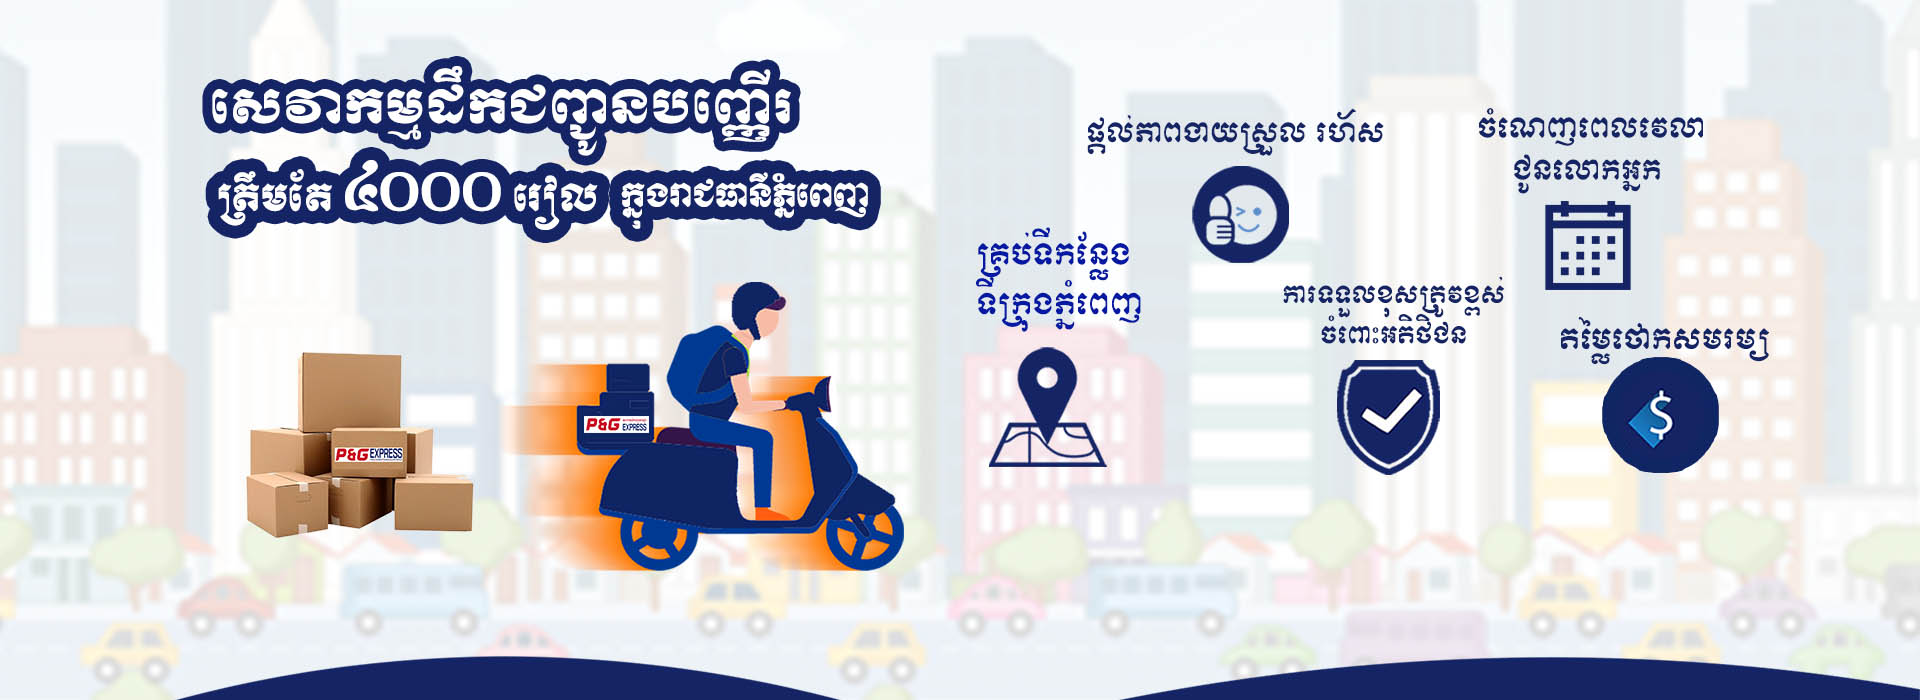 សេវាកម្មដឹកជញ្ជូនបញ្ញើរ
ត្រឹមតែ ៤០០០ រៀល ក្នុងរាជធានីភ្នំពេញ
ផ្តល់ភាពងាយស្រួល រហ័ស
ចំណេញពេលវេលា
ជូនលោកអ្នក
គ្រប់ទីកន្លែង
ទីក្រុងភ្នំពេញ
ការទទួលខុសត្រូវខ្ពស់
ចំពោះអតិថិជន
តម្លៃថោកសមរម្យ
P&G EXPRESS
P&G EXPRESS